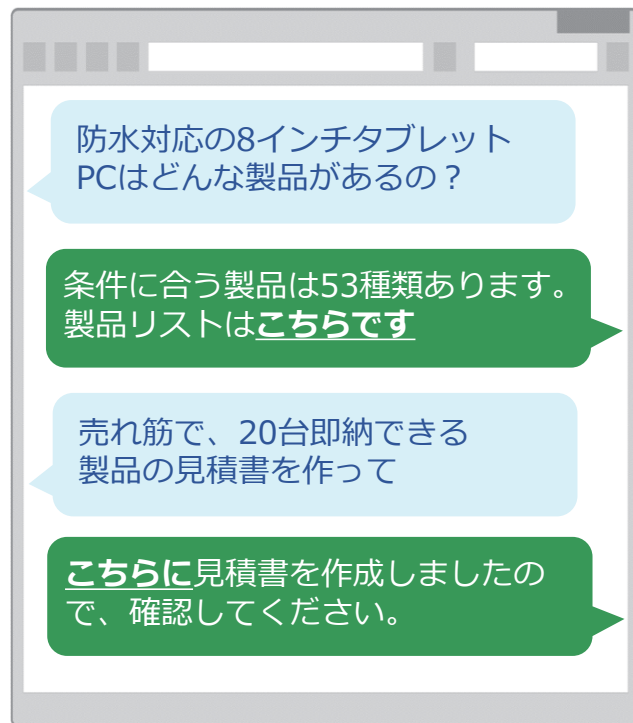 防水対応の8インチタブレット
PCはどんな製品があるの？
条件に合う製品は53種類あります。
製品リストはこちらです
売れ筋で、20台即納できる
製品の見積書を作って
こちらに見積書を作成しましたの
で、確認してください。